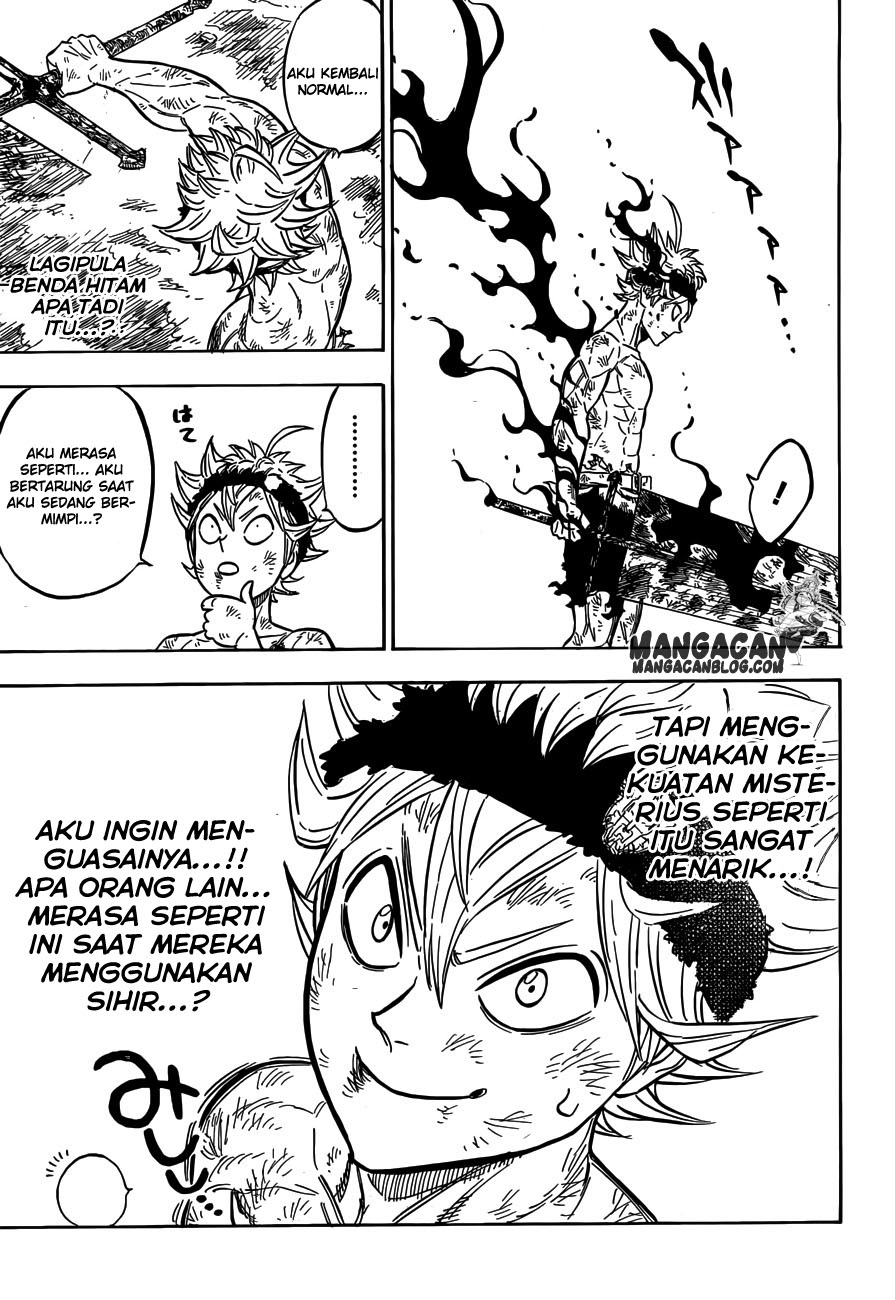 !
AKU KEMBALI
NORMAL...
LAGIPULA
BENDA HITAM
APA TADI
ITU...?
.........
はて
AKU MERASA
SEPERTI... AKU
BERTARUNG SAAT
AKU SEDANG BER-
MIMPI...?
MANGACAN
MANGACANBLOG.COM
TAPI MENG-
GUNAKAN KE-
KUATAN MISTE-
RIUS SEPERTI
ITU SANGAT
MENARIK...!
AKU INGIN MEN-
GUASAINYA...!!
APA ORANG LAIN...
MERASA SEPERTI
INI SAAT MEREKA
MENGGUNAKAN
SIHIR...?